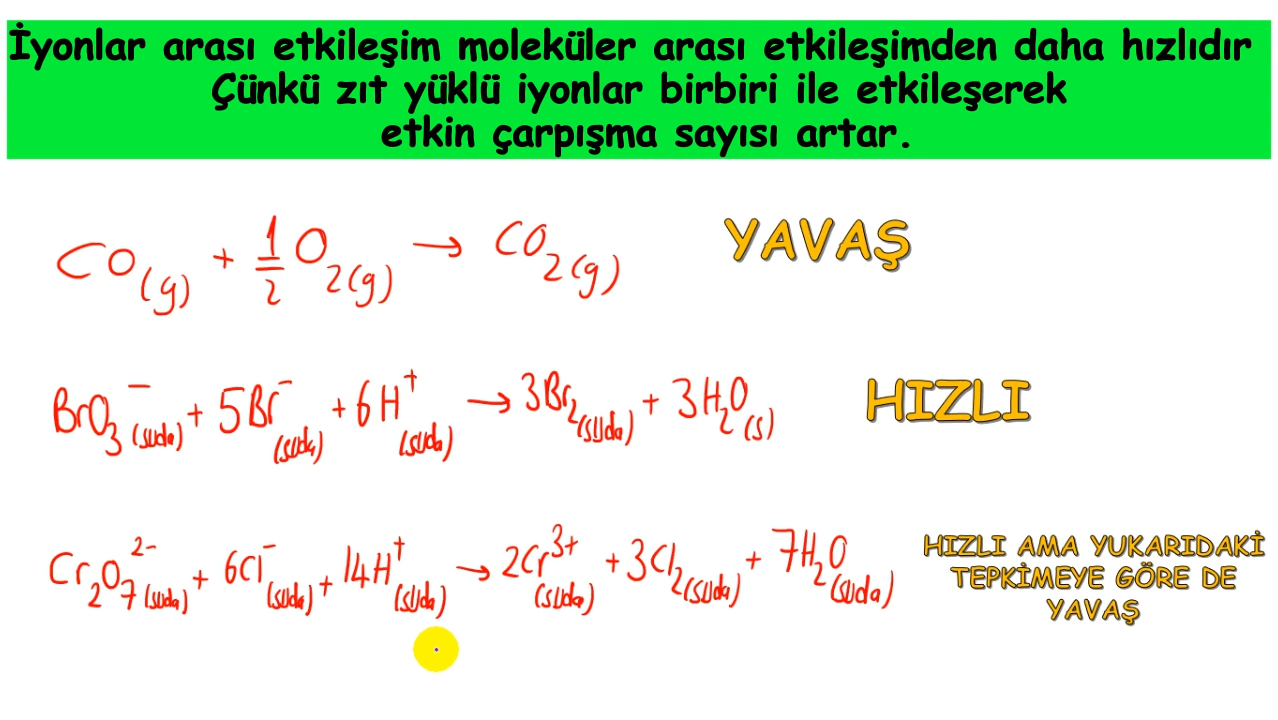 İyonlar arası etkileşim moleküler arası etkileşimden daha hızlıdır
Çünkü zıt yüklü iyonlar birbiri ile etkileşerek
etkin çarpışma sayısı artar.
CO(g) + 1/2 O₂(g) → CO₂(g) YAVAŞ
BrO₃⁻(suda) + 5Br⁻(suda) + 6H⁺(suda) → 3Br₂(suda) + 3H₂O(s) HIZLI
Cr₂O₇²⁻(suda) + 6Cl⁻(suda) + 14H⁺(suda) → 2Cr³⁺(suda) + 3Cl₂(suda) + 7H₂O(suda)
HIZLI AMA YUKARIDAKİ
TEPKİMEYE GÖRE DE
YAVAŞ